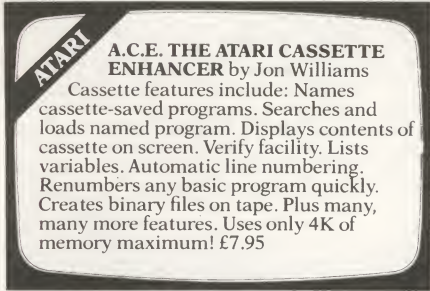 ATARI
A.C.E. THE ATARI CASSETTE
ENHANCER by Jon Williams
Cassette features include: Names
cassette-saved programs. Searches and
loads named program. Displays contents of
cassette on screen. Verify facility. Lists
variables. Automatic line numbering.
Renumbers any basic program quickly.
Creates binary files on tape. Plus many,
many more features. Uses only 4K of
memory maximum! £7.95